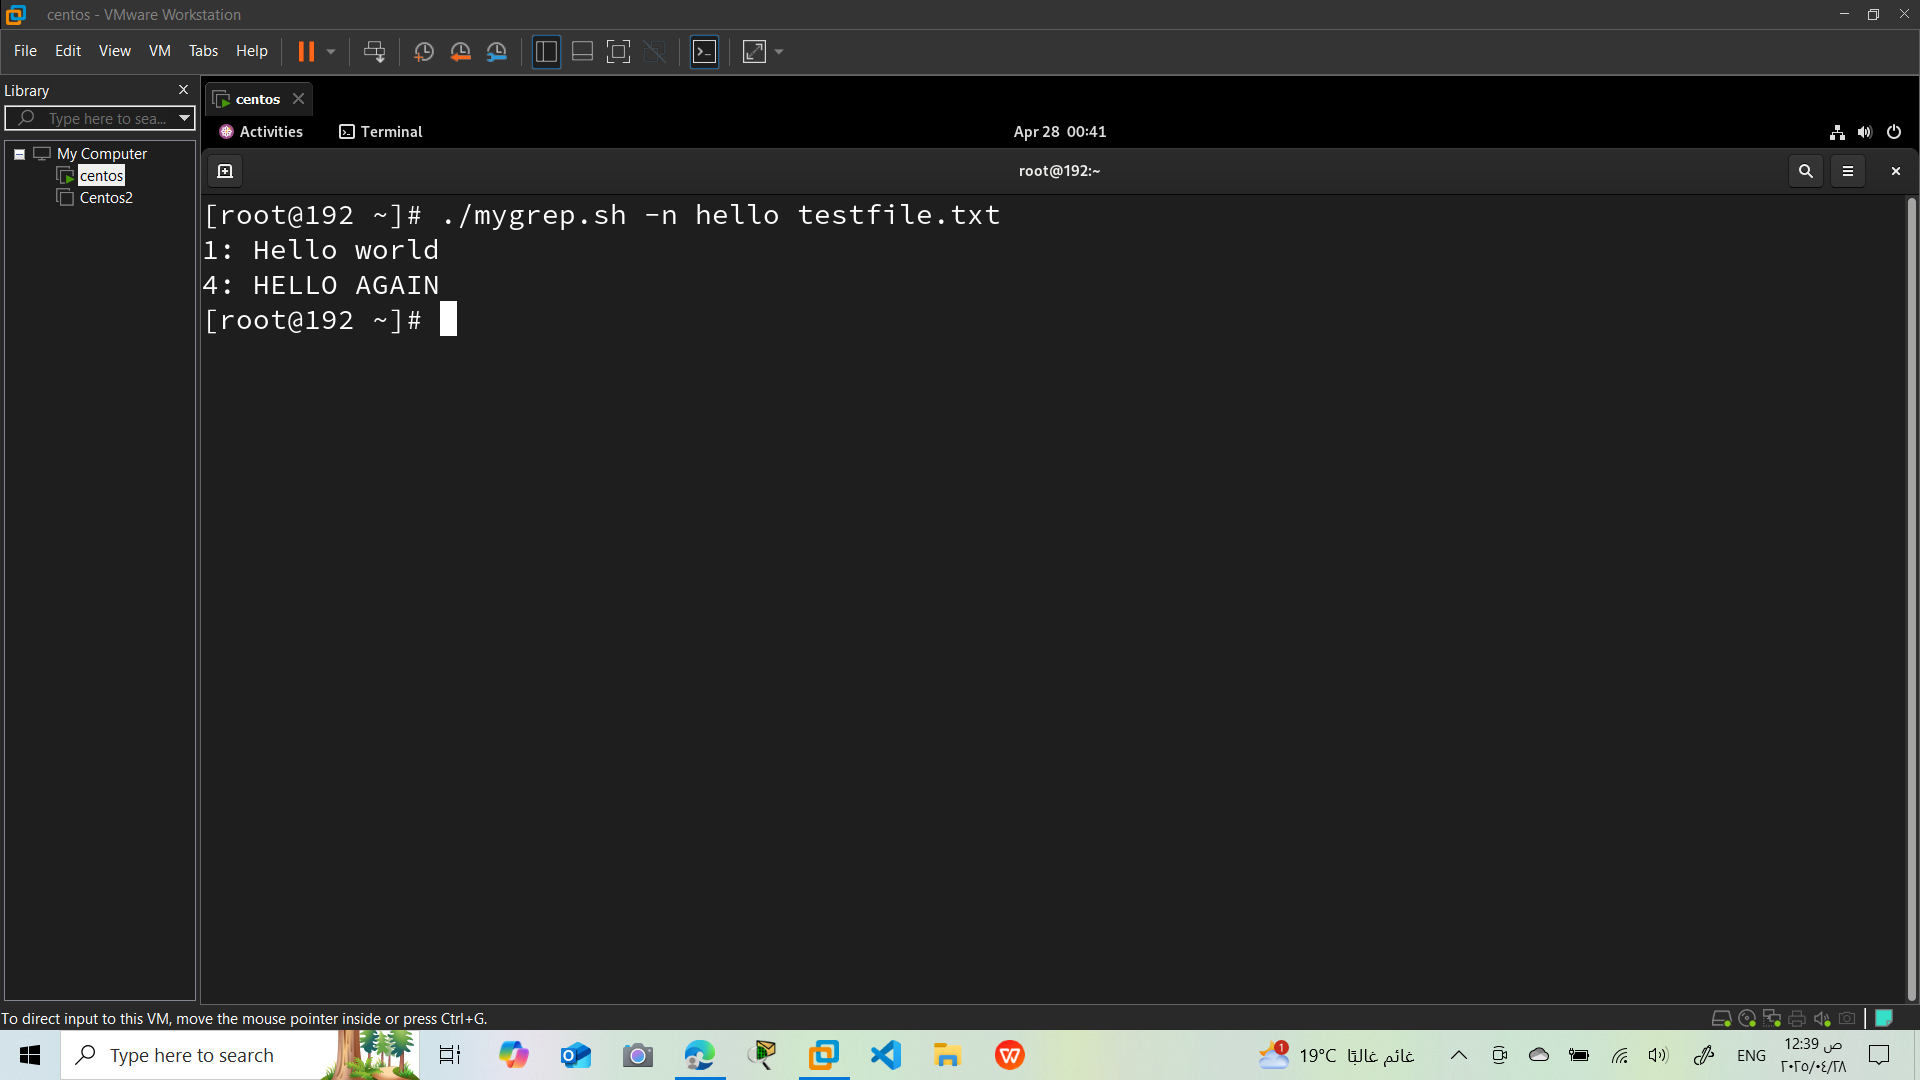 centos - VMware Workstation
File Edit View VM Tabs Help
Library
Type here to sea...
My Computer
centos
Centos2
centos
Activities Terminal Apr 28 00:41
root@192:~
[root@192 ~]# ./mygrep.sh -n hello testfile.txt
1: Hello world
4: HELLO AGAIN
[root@192 ~]#
To direct input to this VM, move the mouse pointer inside or press Ctrl+G.
Type here to search
1
19°C غائم غالبًا
ENG
12:39 ص
٢٠٢٥/٠٤/٢٨